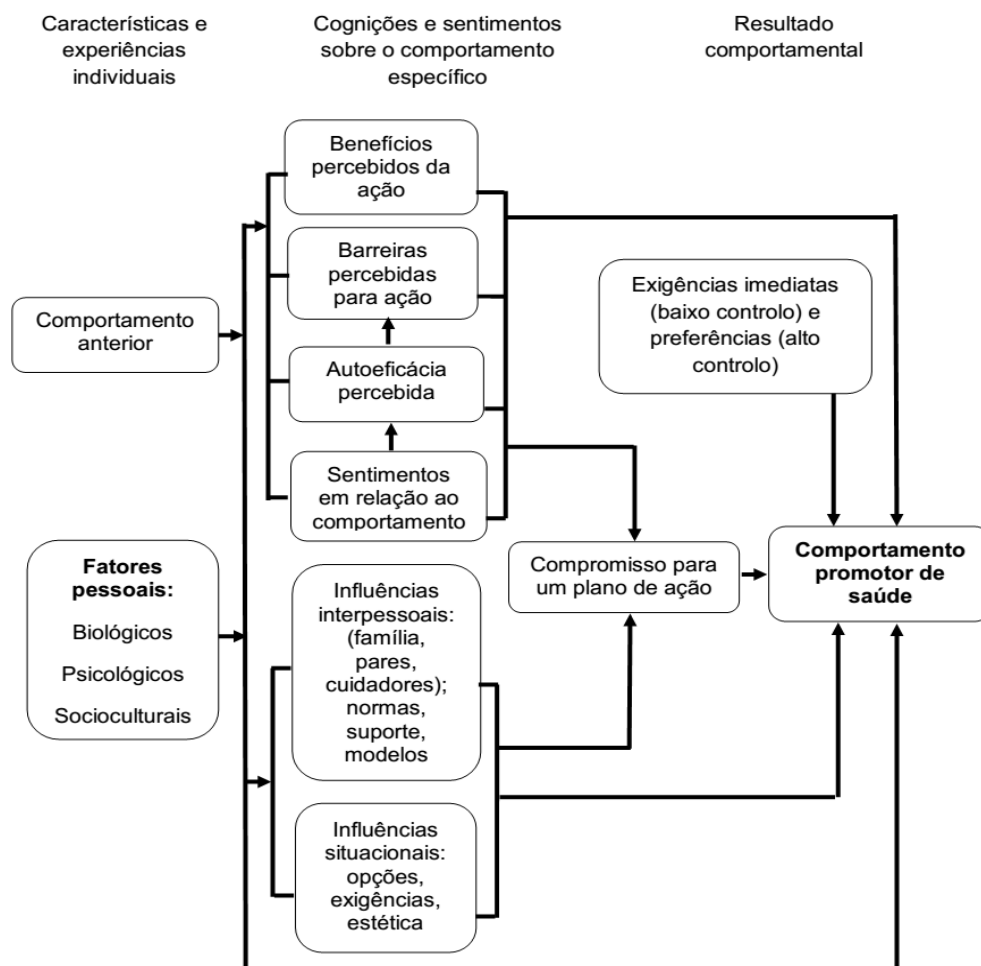 Características e
experiências
individuais
Cognições e sentimentos
sobre o comportamento
específico
Resultado
comportamental
Benefícios
percebidos da
ação
Barreiras
percebidas
para ação
Autoeficácia
percebida
Sentimentos
em relação ao
comportamento
Comportamento
anterior
Fatores
pessoais:
Biológicos
Psicológicos
Socioculturais
Influências
interpessoais:
(família,
pares,
cuidadores);
normas,
suporte,
modelos
Influências
situacionais:
opções,
exigências,
estética
Exigências imediatas
(baixo controlo) e
preferências (alto
controlo)
Compromisso para
um plano de ação
Comportamento
promotor de
saúde